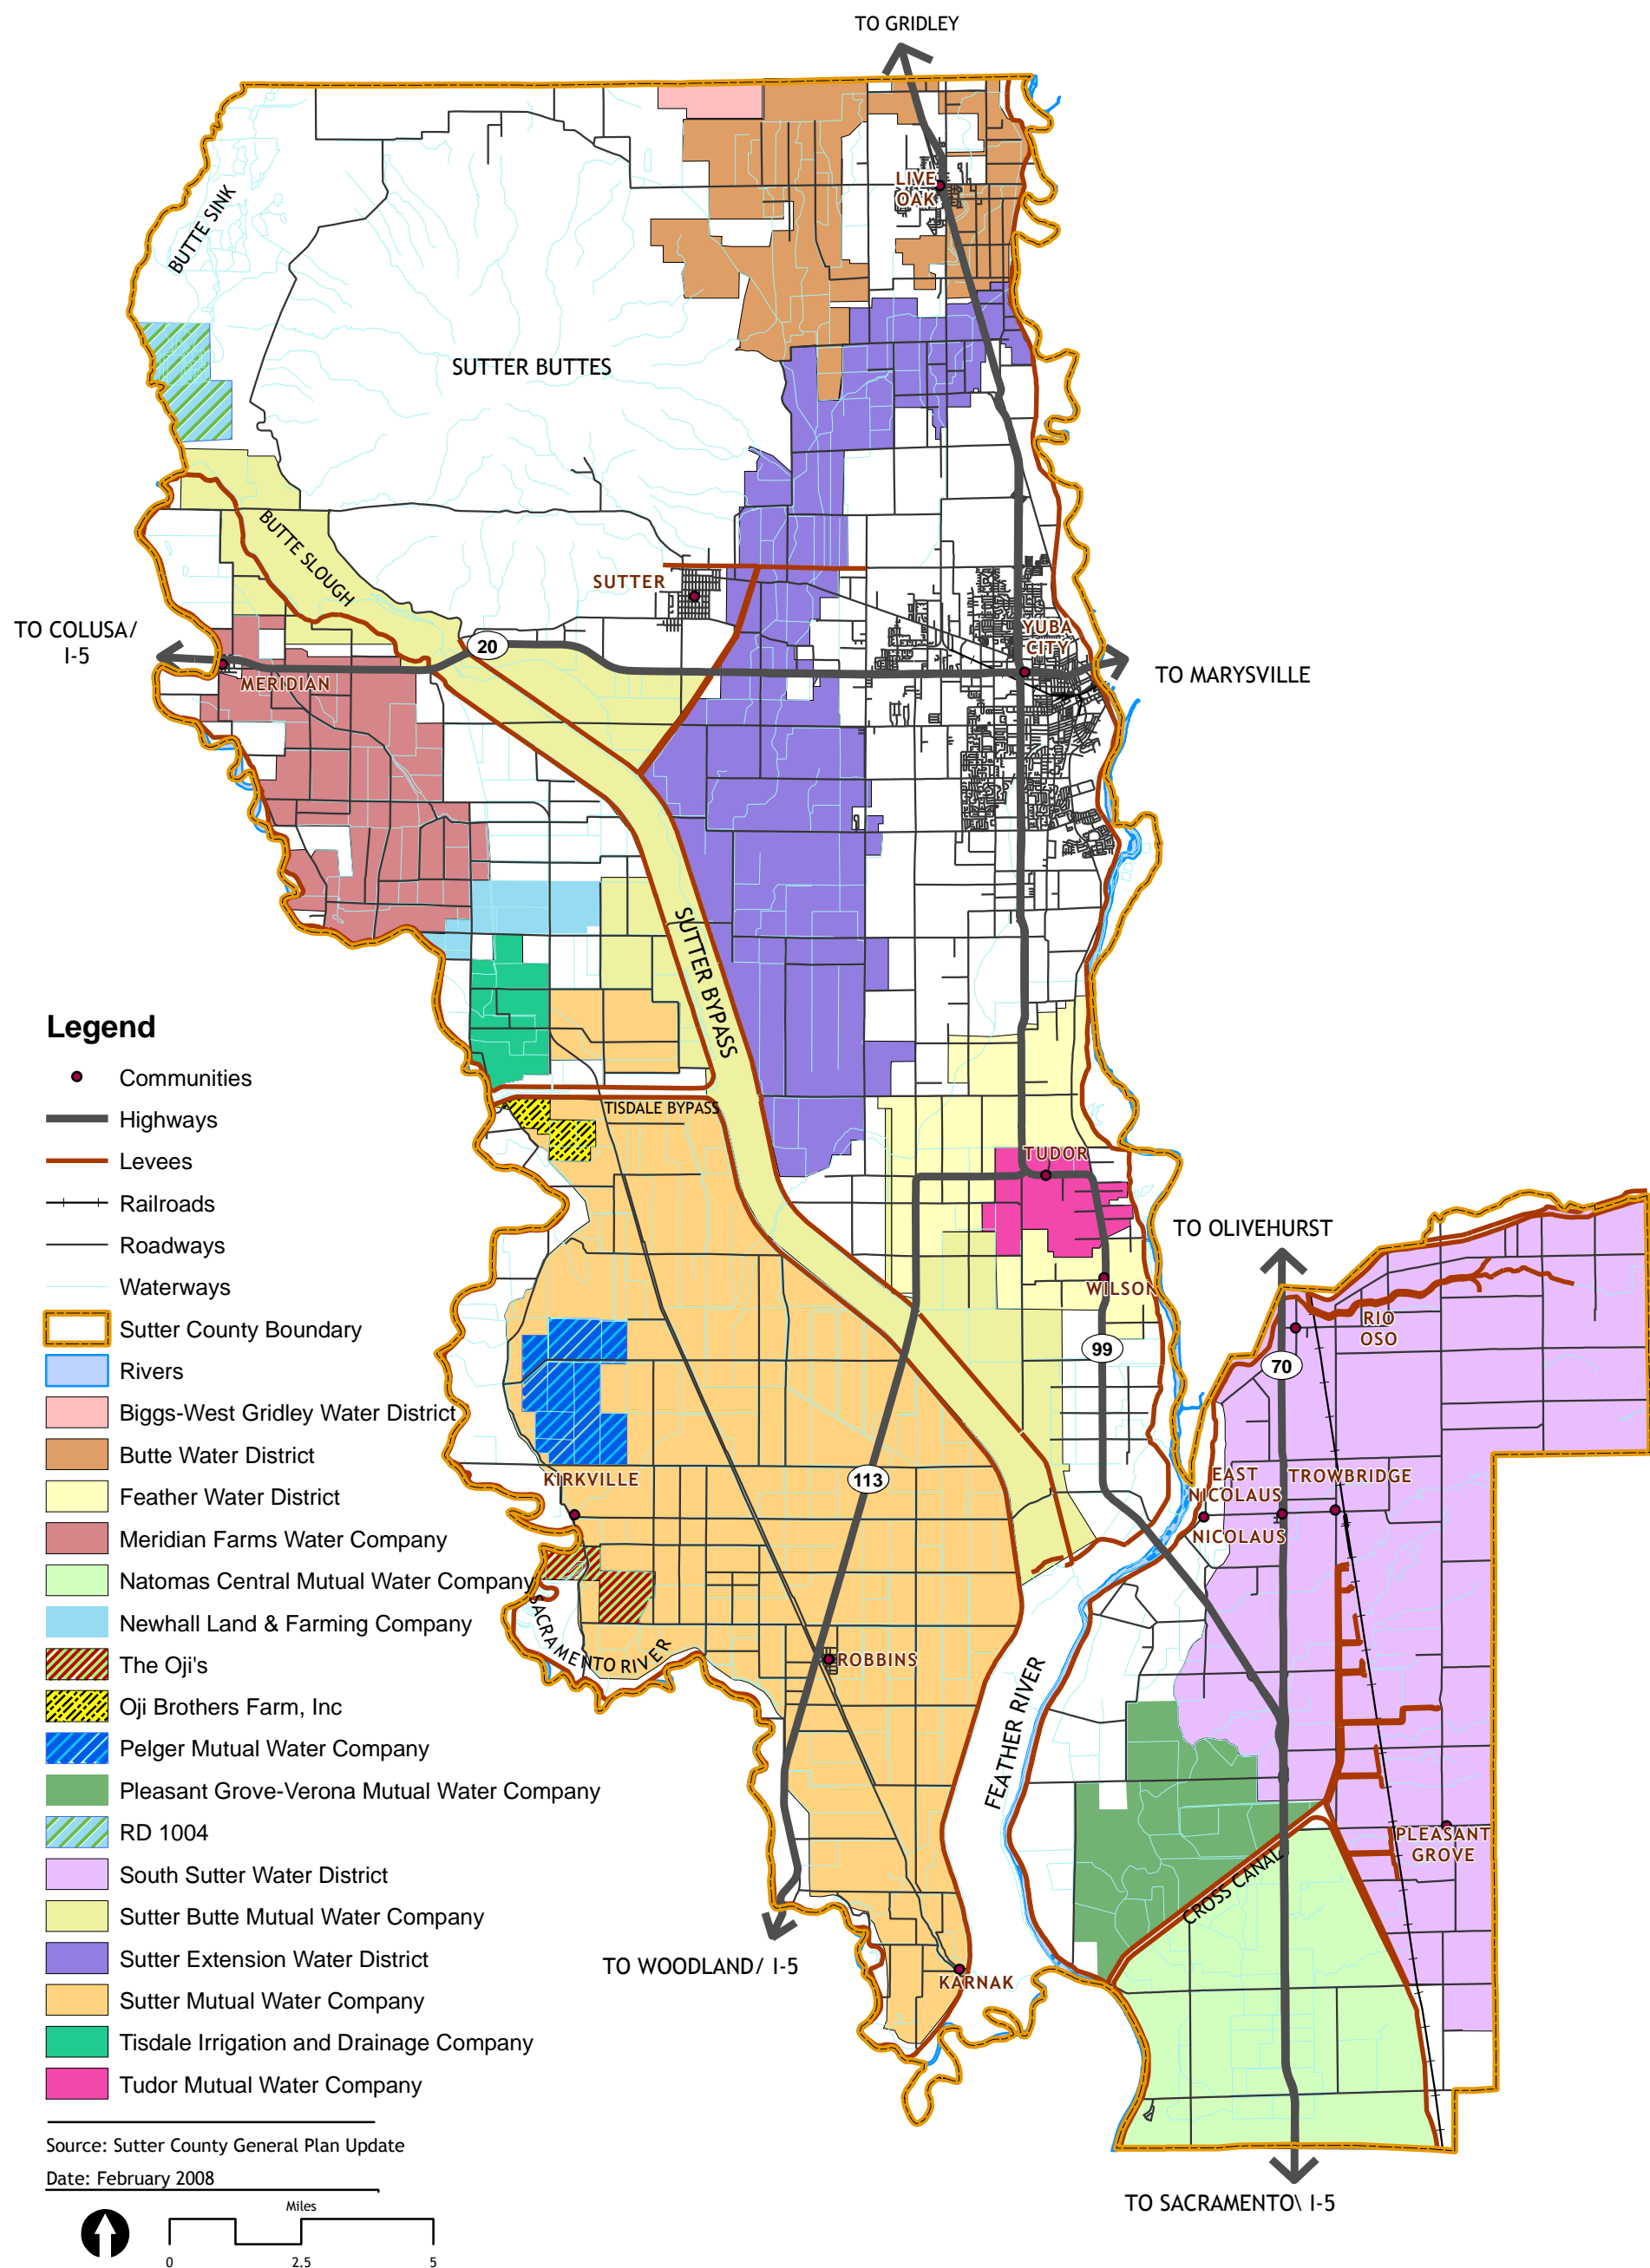 TO GRIDLEY
LIVE
OAK
BUTTE SINK
SUTTER BUTTES
BUTTE SLOUGH
SUTTER
YUBA
CITY
TO COLUSA/
I-5
20
MERIDIAN
TO MARYSVILLE
SUTTER BYPASS
TISDALE BYPASS
TUDOR
WILSON
TO OLIVEHURST
RIO
OSO
99
70
113
KIRKVILLE
EAST
NICOLAUS
TROWBRIDGE
NICOLAUS
SACRAMENTO RIVER
ROBBINS
FEATHER RIVER
PLEASANT
GROVE
CROSS CANAL
TO WOODLAND/ I-5
KARNAK
TO SACRAMENTO\ I-5
Legend
Communities
Highways
Levees
Railroads
Roadways
Waterways
Sutter County Boundary
Rivers
Biggs-West Gridley Water District
Butte Water District
Feather Water District
Meridian Farms Water Company
Natomas Central Mutual Water Company
Newhall Land & Farming Company
The Oji's
Oji Brothers Farm, Inc
Pelger Mutual Water Company
Pleasant Grove-Verona Mutual Water Company
RD 1004
South Sutter Water District
Sutter Butte Mutual Water Company
Sutter Extension Water District
Sutter Mutual Water Company
Tisdale Irrigation and Drainage Company
Tudor Mutual Water Company
Source: Sutter County General Plan Update
Date: February 2008
Miles
0 2.5 5